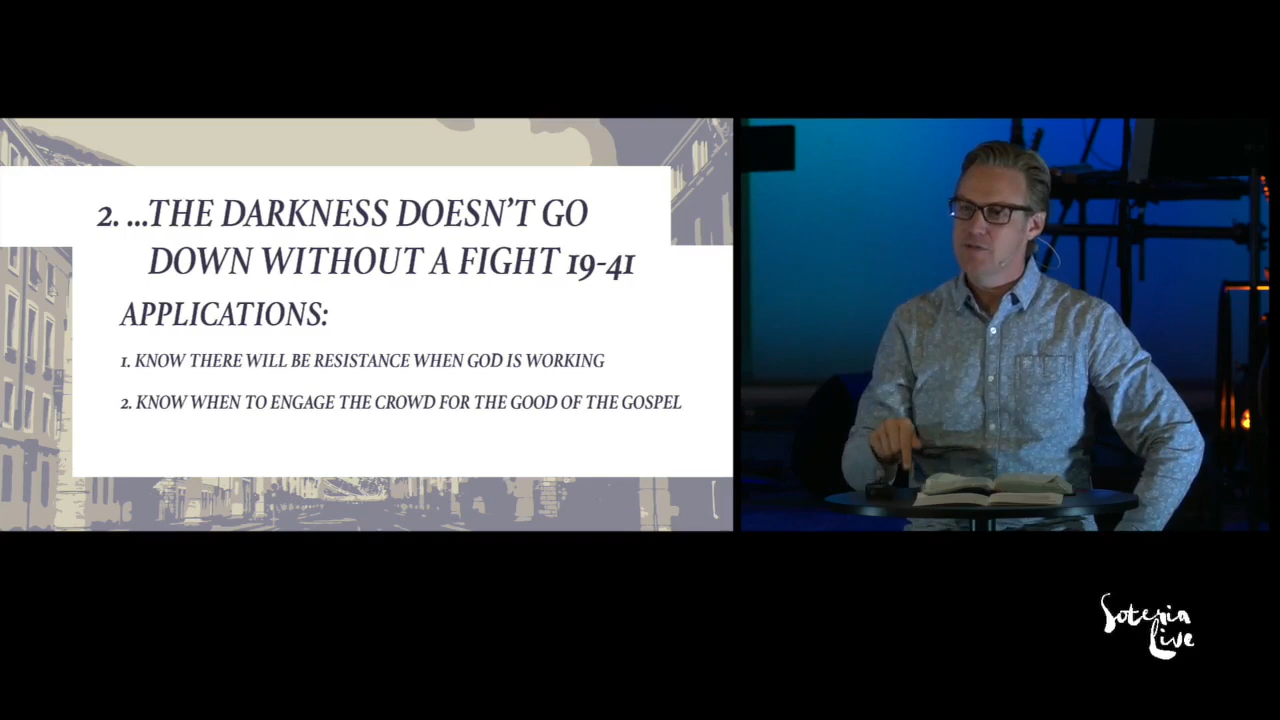 2. ...THE DARKNESS DOESN'T GO
DOWN WITHOUT A FIGHT 19-41
APPLICATIONS:
1. KNOW THERE WILL BE RESISTANCE WHEN GOD IS WORKING
2. KNOW WHEN TO ENGAGE THE CROWD FOR THE GOOD OF THE GOSPEL
Soteria
Live